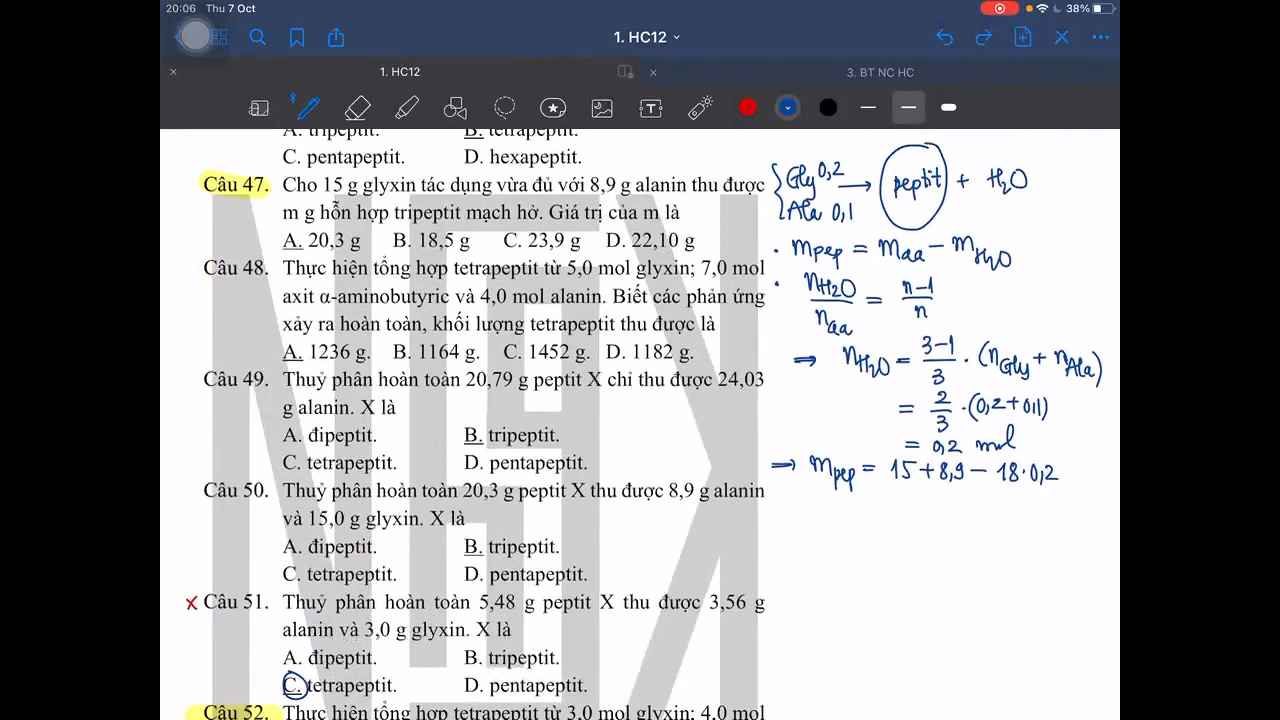 20:06 Thu 7 Oct
38%
1. HC12
1. HC12
3. BT NC HC
A. tripeptit. B. tetrapeptit.
C. pentapeptit. D. hexapeptit.
Câu 47. Cho 15 g glyxin tác dụng vừa đủ với 8,9 g alanin thu được
m g hỗn hợp tripeptit mạch hở. Giá trị của m là
A. 20,3 g B. 18,5 g C. 23,9 g D. 22,10 g
Câu 48. Thực hiện tổng hợp tetrapeptit từ 5,0 mol glyxin; 7,0 mol
axit α-aminobutyric và 4,0 mol alanin. Biết các phản ứng
xảy ra hoàn toàn, khối lượng tetrapeptit thu được là
A. 1236 g. B. 1164 g. C. 1452 g. D. 1182 g.
Câu 49. Thuỷ phân hoàn toàn 20,79 g peptit X chỉ thu được 24,03
g alanin. X là
A. đipeptit. B. tripeptit.
C. tetrapeptit. D. pentapeptit.
Câu 50. Thuỷ phân hoàn toàn 20,3 g peptit X thu được 8,9 g alanin
và 15,0 g glyxin. X là
A. đipeptit. B. tripeptit.
C. tetrapeptit. D. pentapeptit.
x Câu 51. Thuỷ phân hoàn toàn 5,48 g peptit X thu được 3,56 g
alanin và 3,0 g glyxin. X là
A. đipeptit. B. tripeptit.
C. tetrapeptit. D. pentapeptit.
Câu 52. Thực hiện tổng hợp tetrapeptit từ 3,0 mol glyxin; 4,0 mol
Gly 0,2 → peptit + H2O
Ala 0,1
• mpep = maa − mH2O
• nH2O / naa = n-1 / n
⇒ nH2O = 3-1 / 3 · (nGly + nAla)
= 2/3 · (0,2 + 0,1)
= 0,2 mol
⇒ mpep = 15 + 8,9 − 18·0,2